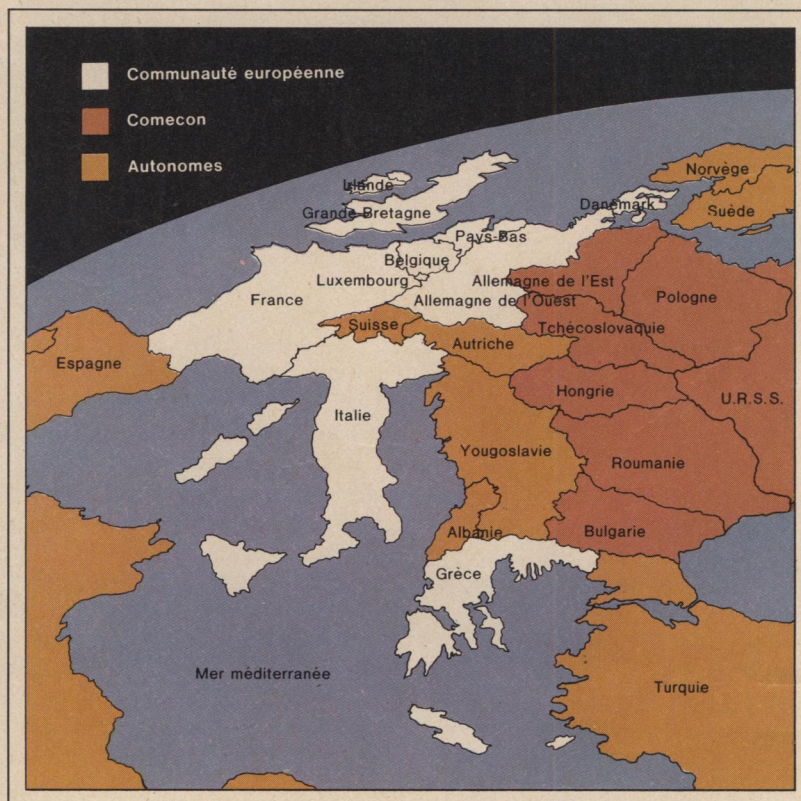 Communauté européenne
Comecon
Autonomes
Irlande
Norvège
Grande-Bretagne
Danemark
Suède
Pays-Bas
Belgique
Luxembourg
Allemagne de l'Est
France
Allemagne de l'Ouest
Pologne
Suisse
Tchécoslovaquie
Autriche
Espagne
Hongrie
U.R.S.S.
Italie
Yougoslavie
Roumanie
Albanie
Bulgarie
Grèce
Mer méditerranée
Turquie